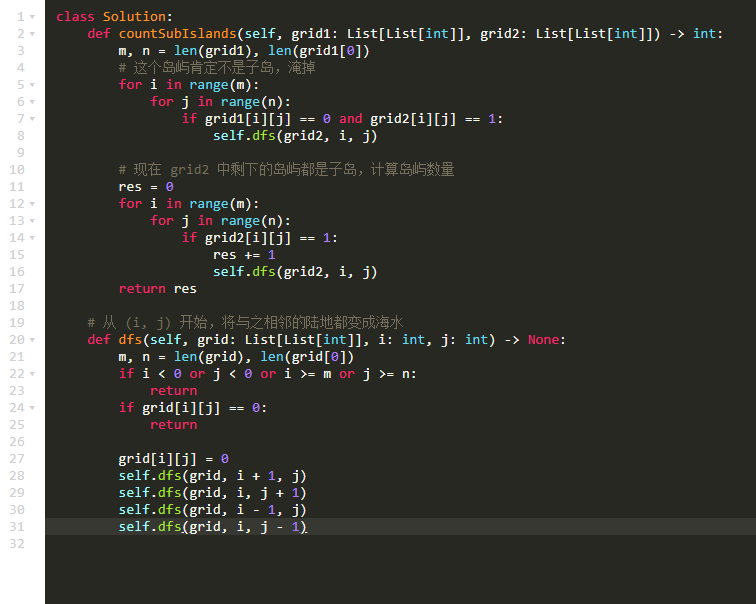 1 class Solution:
2     def countSubIslands(self, grid1: List[List[int]], grid2: List[List[int]]) -> int:
3         m, n = len(grid1), len(grid1[0])
4         # 这个岛屿肯定不是子岛，淹掉
5         for i in range(m):
6             for j in range(n):
7                 if grid1[i][j] == 0 and grid2[i][j] == 1:
8                     self.dfs(grid2, i, j)
9
10         # 现在 grid2 中剩下的岛屿都是子岛，计算岛屿数量
11         res = 0
12         for i in range(m):
13             for j in range(n):
14                 if grid2[i][j] == 1:
15                     res += 1
16                     self.dfs(grid2, i, j)
17         return res
18
19     # 从 (i, j) 开始，将与之相邻的陆地都变成海水
20     def dfs(self, grid: List[List[int]], i: int, j: int) -> None:
21         m, n = len(grid), len(grid[0])
22         if i < 0 or j < 0 or i >= m or j >= n:
23             return
24         if grid[i][j] == 0:
25             return
26
27         grid[i][j] = 0
28         self.dfs(grid, i + 1, j)
29         self.dfs(grid, i, j + 1)
30         self.dfs(grid, i - 1, j)
31         self.dfs(grid, i, j - 1)
32